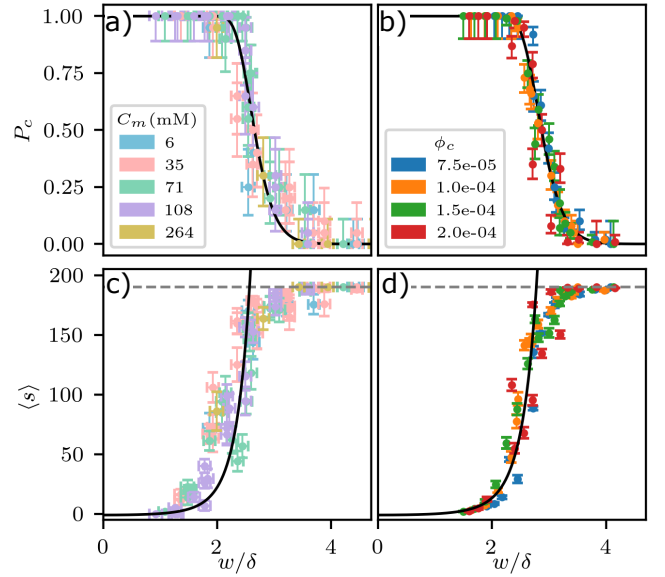 a)
b)
1.00
0.75
0.50
0.25
0.00
P_c
C_m(mM)
6
35
71
108
264
ϕ_c
7.5e-05
1.0e-04
1.5e-04
2.0e-04
c)
d)
200
150
100
50
0
⟨s⟩
0 2 4 0 2 4
w/δ w/δ